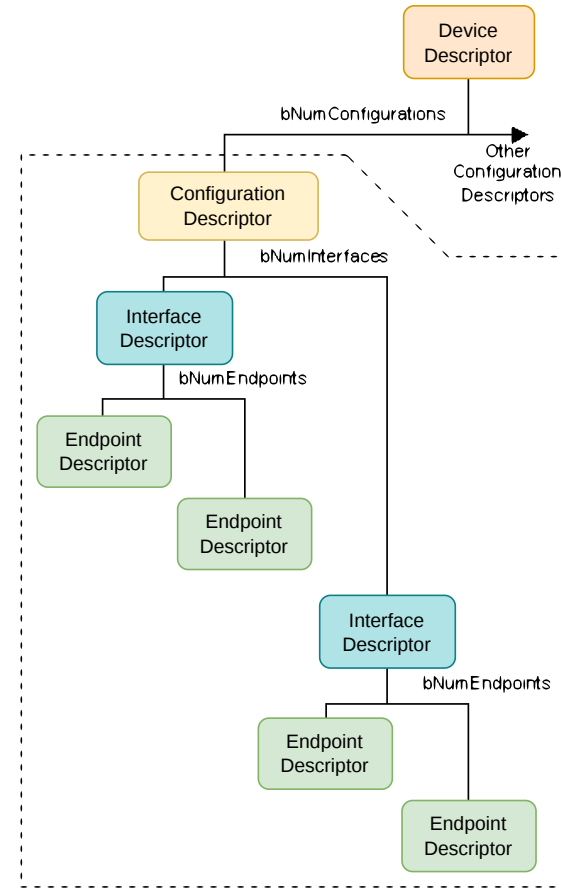 Device
Descriptor
bNumConfigurations
Other
Configuration
Descriptors
Configuration
Descriptor
bNumInterfaces
Interface
Descriptor
bNumEndpoints
Endpoint
Descriptor
Endpoint
Descriptor
Interface
Descriptor
bNumEndpoints
Endpoint
Descriptor
Endpoint
Descriptor